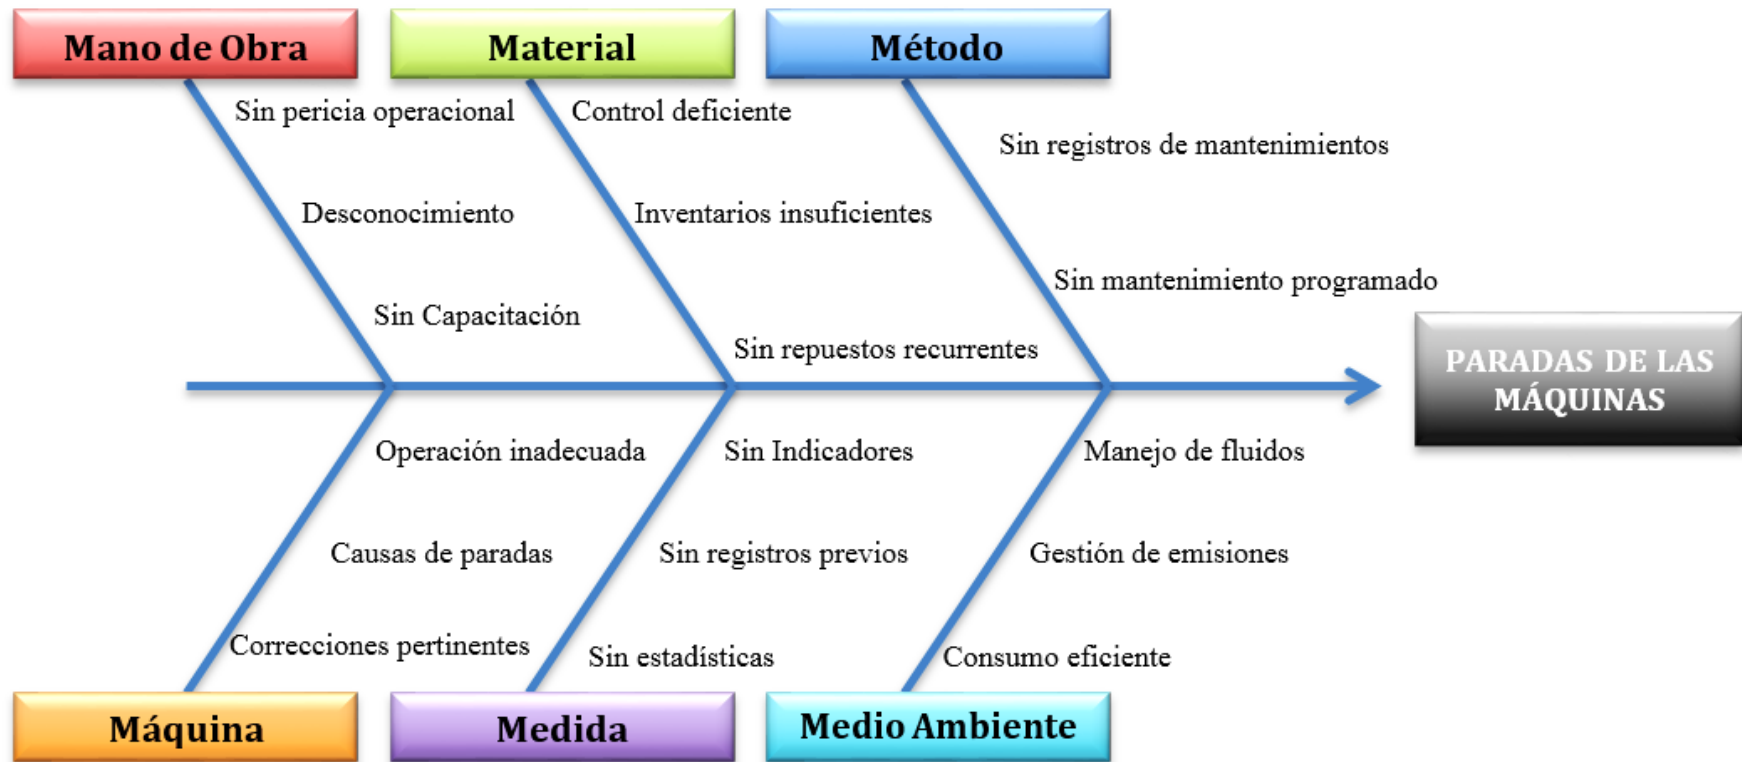 Mano de Obra
Material
Método
Sin pericia operacional
Control deficiente
Sin registros de mantenimientos
Desconocimiento
Inventarios insuficientes
Sin mantenimiento programado
Sin Capacitación
Sin repuestos recurrentes
PARADAS DE LAS
MÁQUINAS
Operación inadecuada
Sin Indicadores
Manejo de fluidos
Causas de paradas
Sin registros previos
Gestión de emisiones
Correcciones pertinentes
Sin estadísticas
Consumo eficiente
Máquina
Medida
Medio Ambiente